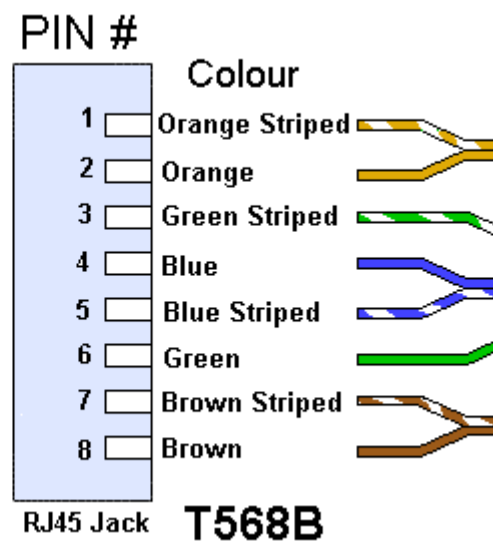 PIN #
Colour
1 Orange Striped
2 Orange
3 Green Striped
4 Blue
5 Blue Striped
6 Green
7 Brown Striped
8 Brown
RJ45 Jack T568B